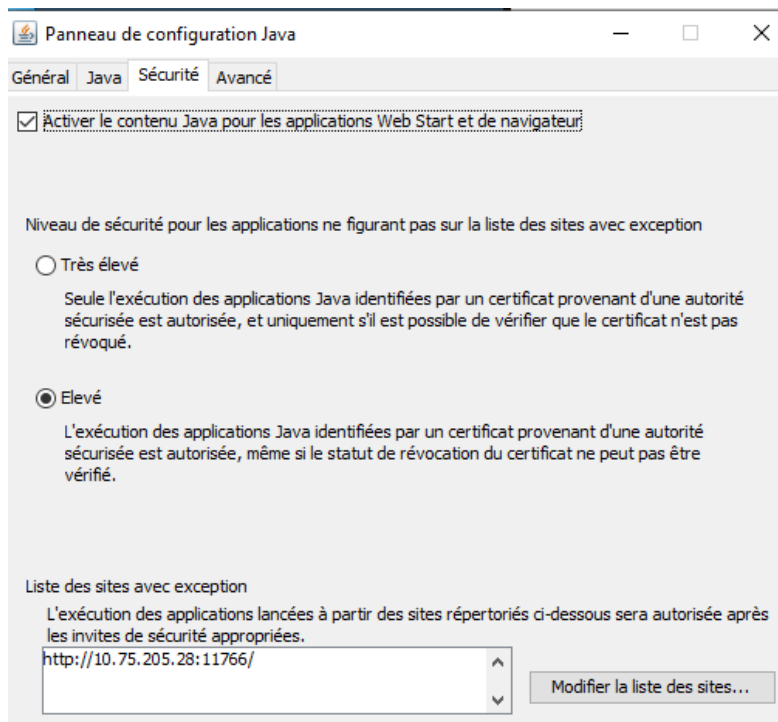 Panneau de configuration Java
Général Java Sécurité Avancé
Activer le contenu Java pour les applications Web Start et de navigateur
Niveau de sécurité pour les applications ne figurant pas sur la liste des sites avec exception
Très élevé
Seule l'exécution des applications Java identifiées par un certificat provenant d'une autorité
sécurisée est autorisée, et uniquement s'il est possible de vérifier que le certificat n'est pas
révoqué.
Elevé
L'exécution des applications Java identifiées par un certificat provenant d'une autorité
sécurisée est autorisée, même si le statut de révocation du certificat ne peut pas être
vérifié.
Liste des sites avec exception
L'exécution des applications lancées à partir des sites répertoriés ci-dessous sera autorisée après
les invites de sécurité appropriées.
http://10.75.205.28:11766/
Modifier la liste des sites...